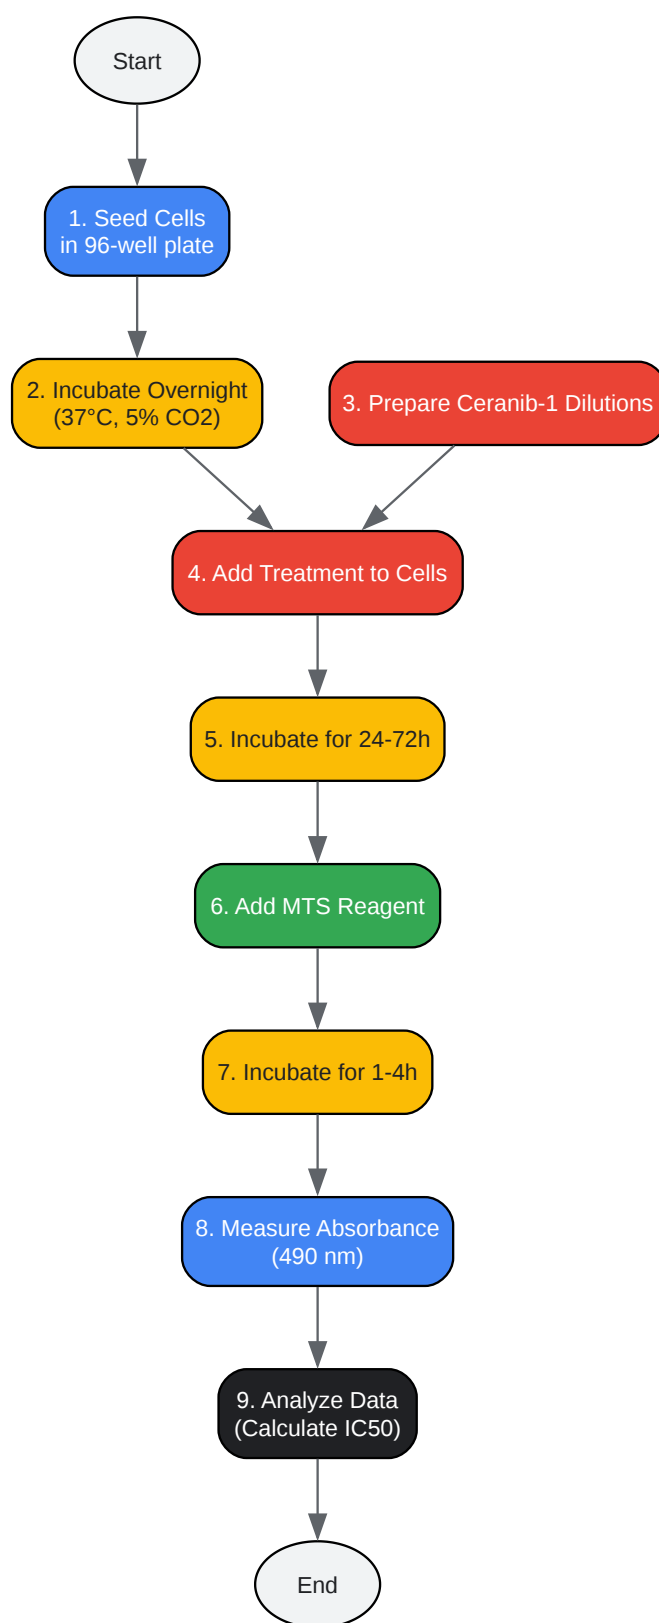 Start
1. Seed Cells
in 96-well plate
2. Incubate Overnight
(37°C, 5% CO2)
3. Prepare Ceranib-1 Dilutions
4. Add Treatment to Cells
5. Incubate for 24-72h
6. Add MTS Reagent
7. Incubate for 1-4h
8. Measure Absorbance
(490 nm)
9. Analyze Data
(Calculate IC50)
End